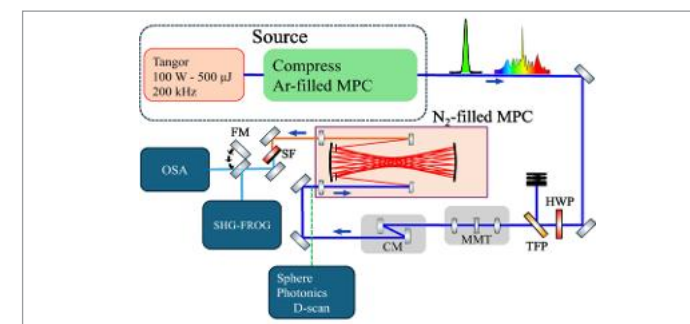 Source
Tangor
100 W - 500 μJ
200 kHz
Compress
Ar-filled MPC
N₂-filled MPC
FM
SF
OSA
SHG-FROG
HWP
CM
MMT
TFP
Sphere
Photonics
D-scan